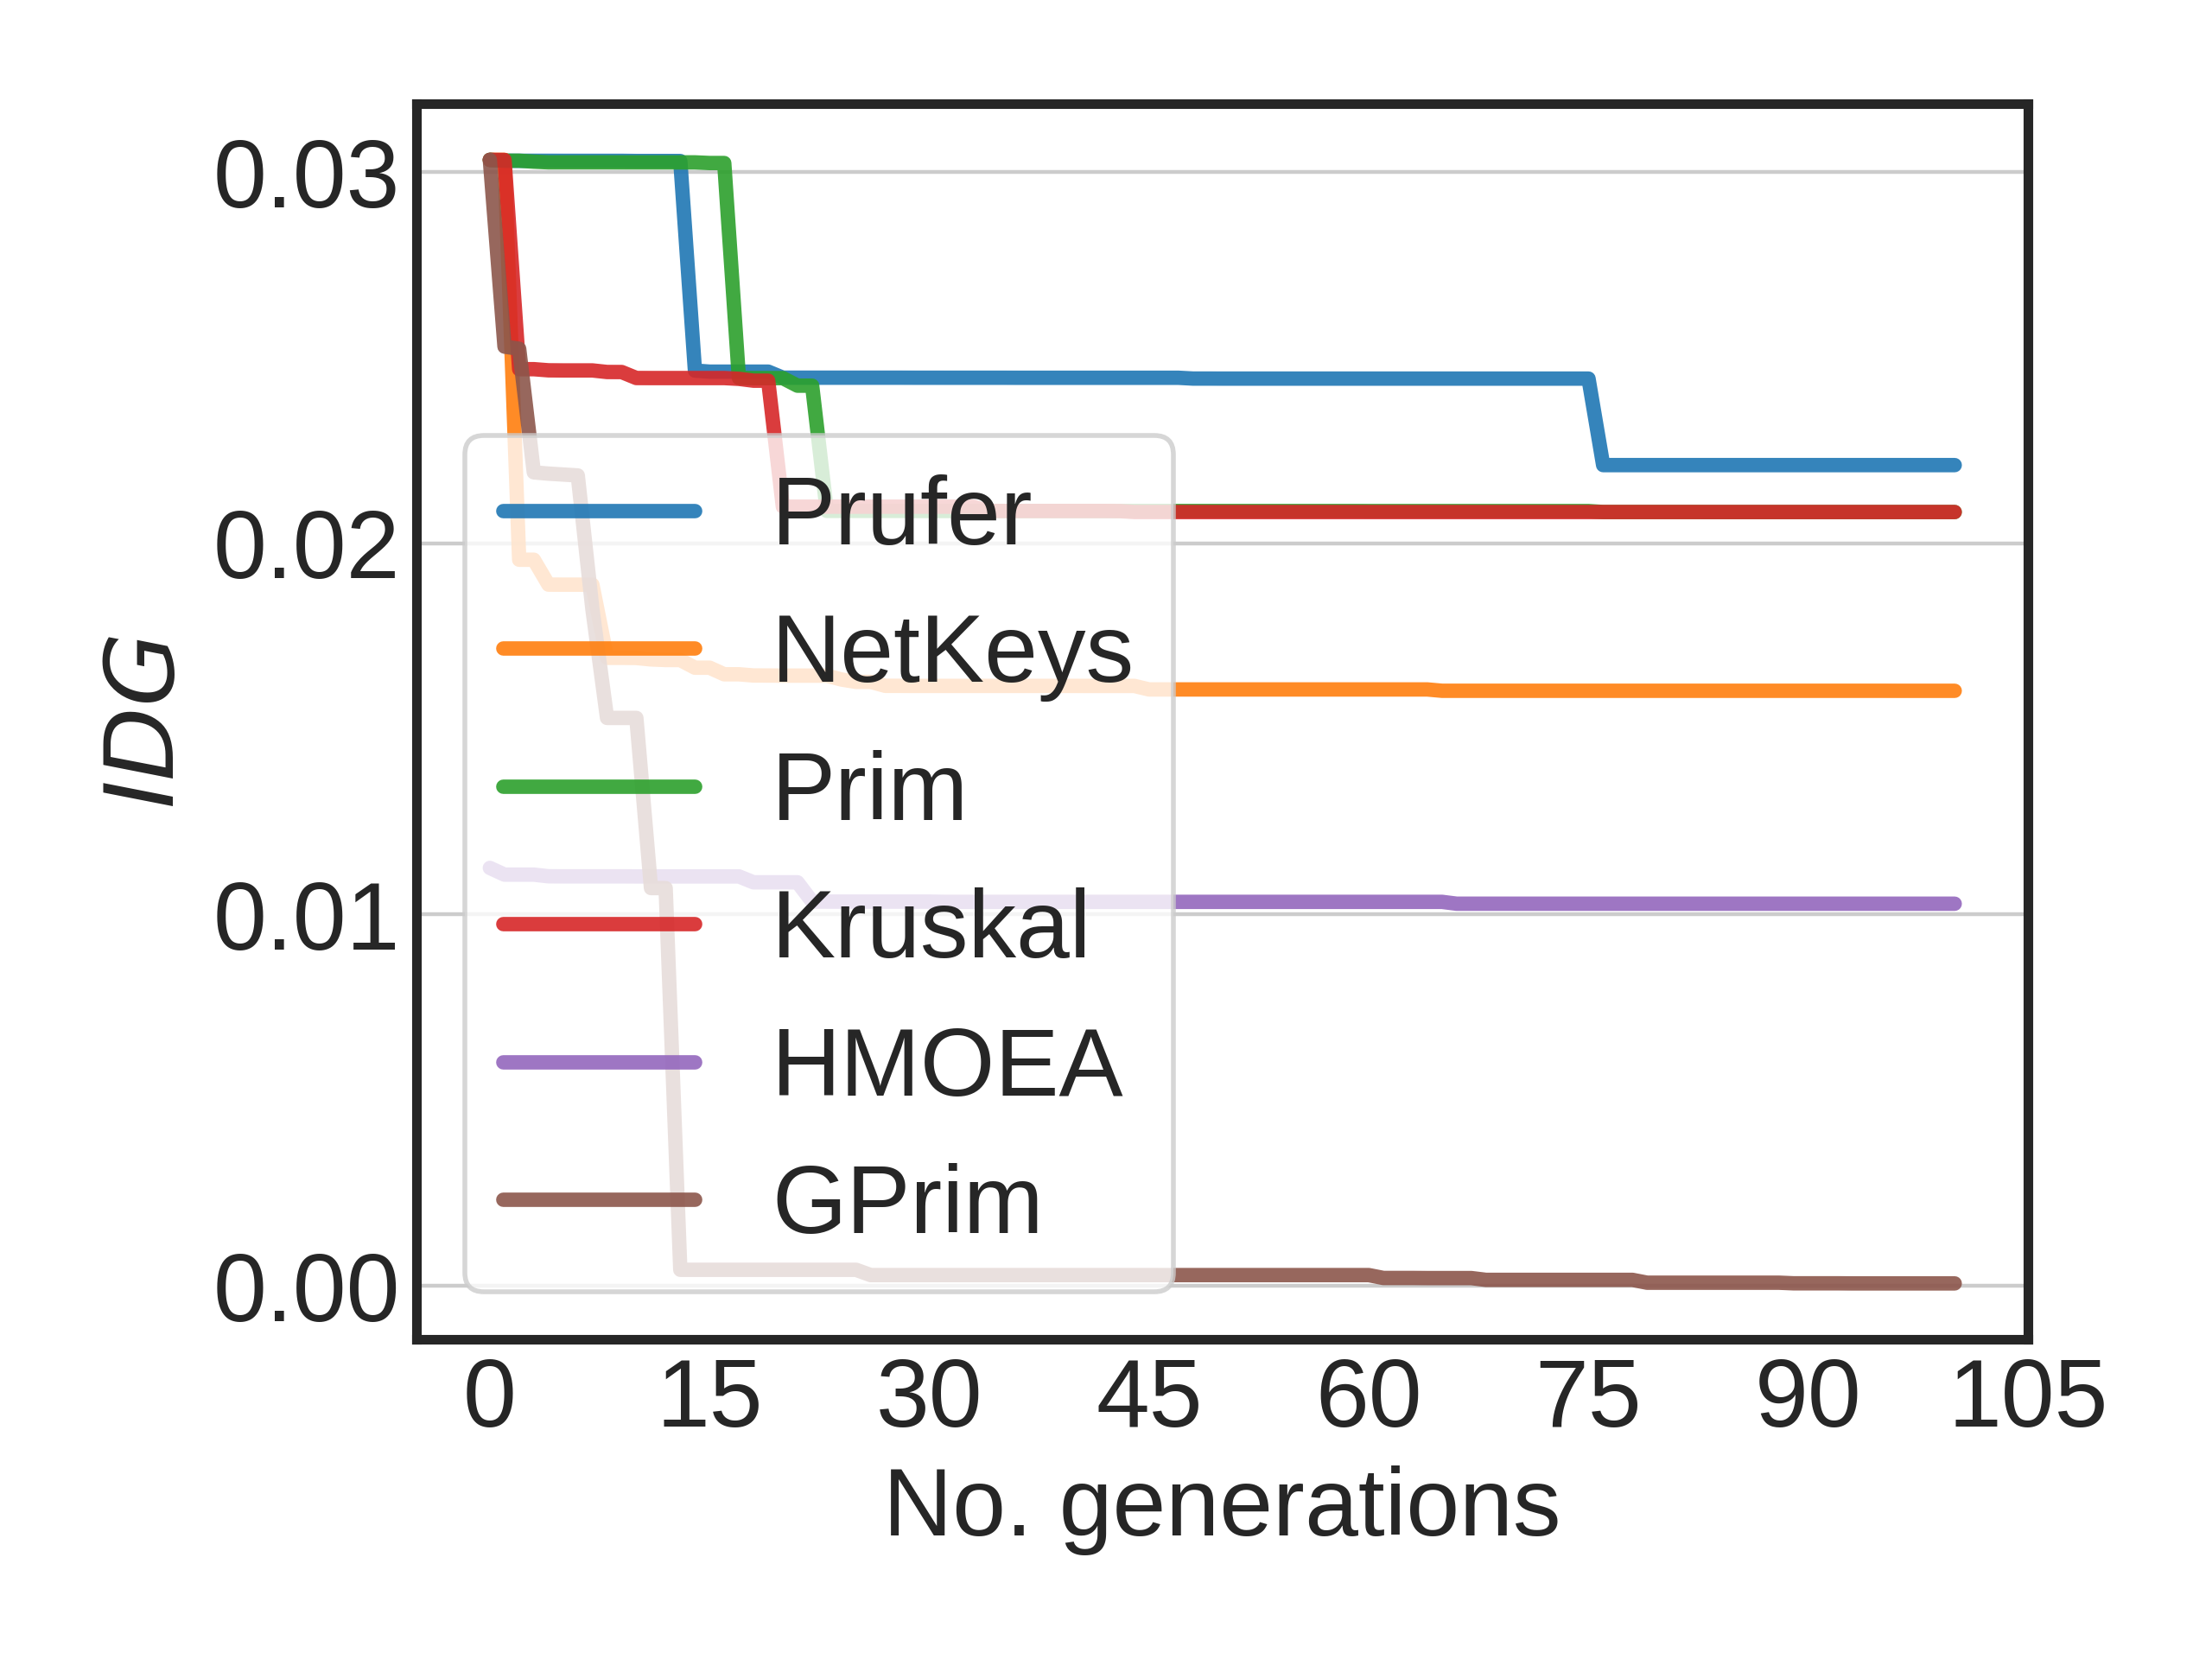 0.03
0.02
0.01
0.00
IDG
Prufer
NetKeys
Prim
Kruskal
HMOEA
GPrim
0 15 30 45 60 75 90 105
No. generations